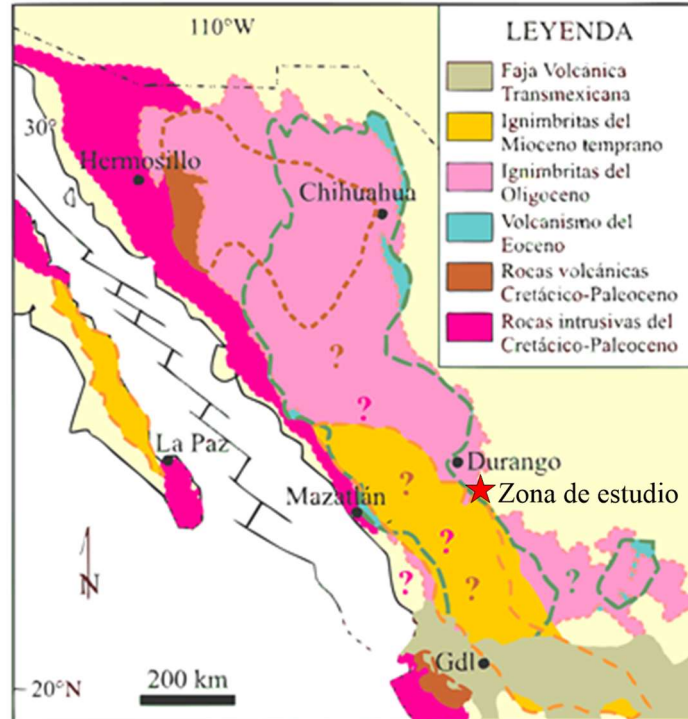 110°W
30°
Hermosillo
Chihuahua
?
?
La Paz
Durango
?
Zona de estudio
Mazatlán
?
?
?
?
N
Gdl
20°N
200 km
LEYENDA
Faja Volcánica
Transmexicana
Ignimbritas del
Mioceno temprano
Ignimbritas del
Oligoceno
Volcanismo del
Eoceno
Rocas volcánicas
Cretácico-Paleoceno
Rocas intrusivas del
Cretácico-Paleoceno